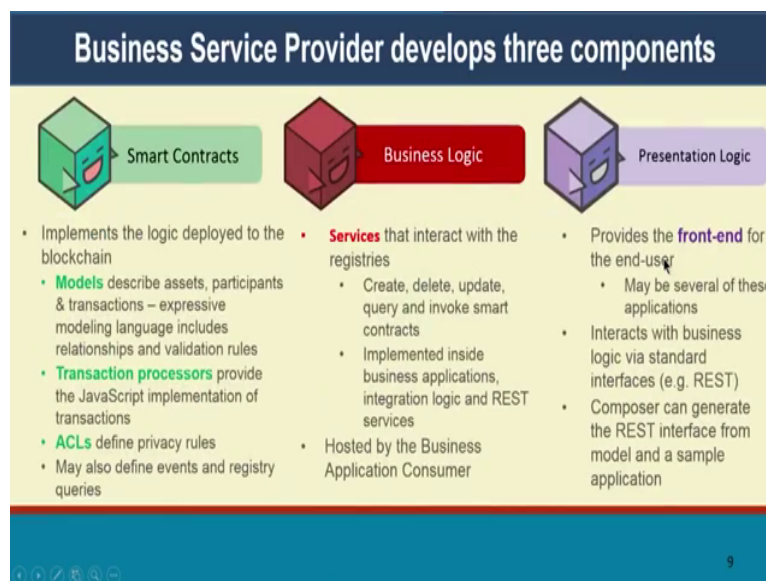 Business Service Provider develops three components
Smart Contracts
• Implements the logic deployed to the
blockchain
• Models describe assets, participants
& transactions – expressive
modeling language includes
relationships and validation rules
• Transaction processors provide
the JavaScript implementation of
transactions
• ACLs define privacy rules
• May also define events and registry
queries
Business Logic
• Services that interact with the
registries
• Create, delete, update,
query and invoke smart
contracts
• Implemented inside
business applications,
integration logic and REST
services
• Hosted by the Business
Application Consumer
Presentation Logic
• Provides the front-end for
the end-user
• May be several of these
applications
• Interacts with business
logic via standard
interfaces (e.g. REST)
• Composer can generate
the REST interface from
model and a sample
application
9